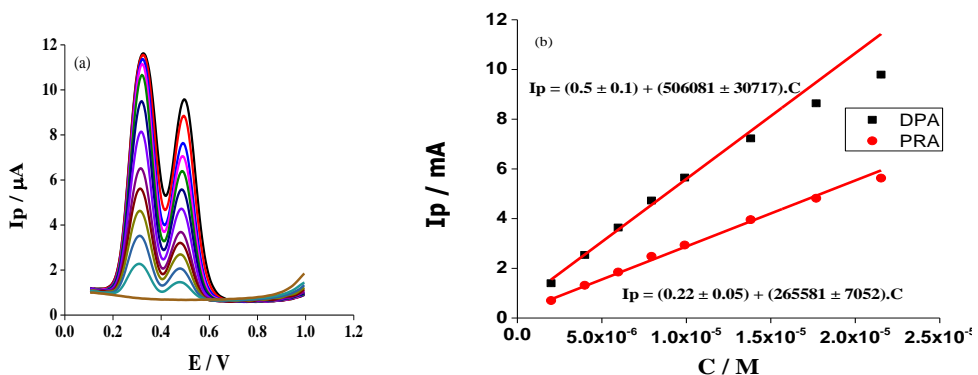 (a)
12
10
8
6
4
2
0
0.0 0.2 0.4 0.6 0.8 1.0 1.2
Ip / µA
E / V
(b)
12
10
8
6
4
2
0
0.0 5.0x10⁻⁶ 1.0x10⁻⁵ 1.5x10⁻⁵ 2.0x10⁻⁵ 2.5x10⁻⁵
Ip / mA
C / M
Ip = (0.5 ± 0.1) + (506081 ± 30717).C
DPA
PRA
Ip = (0.22 ± 0.05) + (265581 ± 7052).C